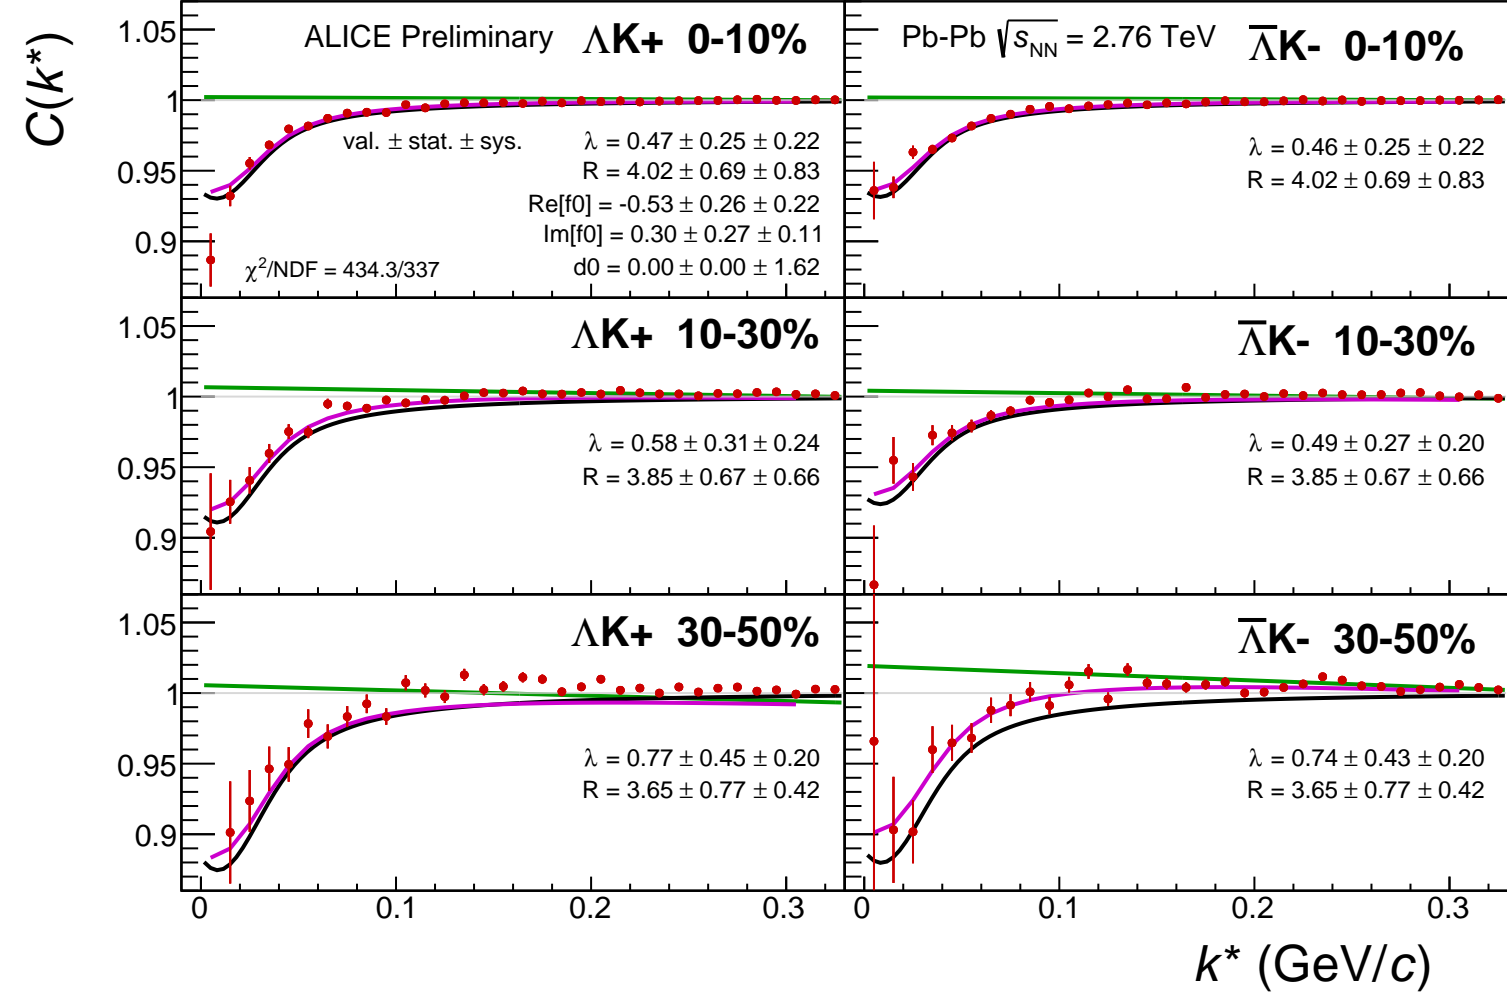 C(k*)
ALICE Preliminary ΛK+ 0-10%
val. ± stat. ± sys.
λ = 0.47 ± 0.25 ± 0.22
R = 4.02 ± 0.69 ± 0.83
Re[f0] = -0.53 ± 0.26 ± 0.22
Im[f0] = 0.30 ± 0.27 ± 0.11
d0 = 0.00 ± 0.00 ± 1.62
χ²/NDF = 434.3/337
1.05
1
0.95
0.9
Pb-Pb √sNN = 2.76 TeV Λ̅K- 0-10%
λ = 0.46 ± 0.25 ± 0.22
R = 4.02 ± 0.69 ± 0.83
ΛK+ 10-30%
λ = 0.58 ± 0.31 ± 0.24
R = 3.85 ± 0.67 ± 0.66
1.05
1
0.95
0.9
Λ̅K- 10-30%
λ = 0.49 ± 0.27 ± 0.20
R = 3.85 ± 0.67 ± 0.66
ΛK+ 30-50%
λ = 0.77 ± 0.45 ± 0.20
R = 3.65 ± 0.77 ± 0.42
1.05
1
0.95
0.9
Λ̅K- 30-50%
λ = 0.74 ± 0.43 ± 0.20
R = 3.65 ± 0.77 ± 0.42
0 0.1 0.2 0.3 0 0.1 0.2 0.3
k* (GeV/c)